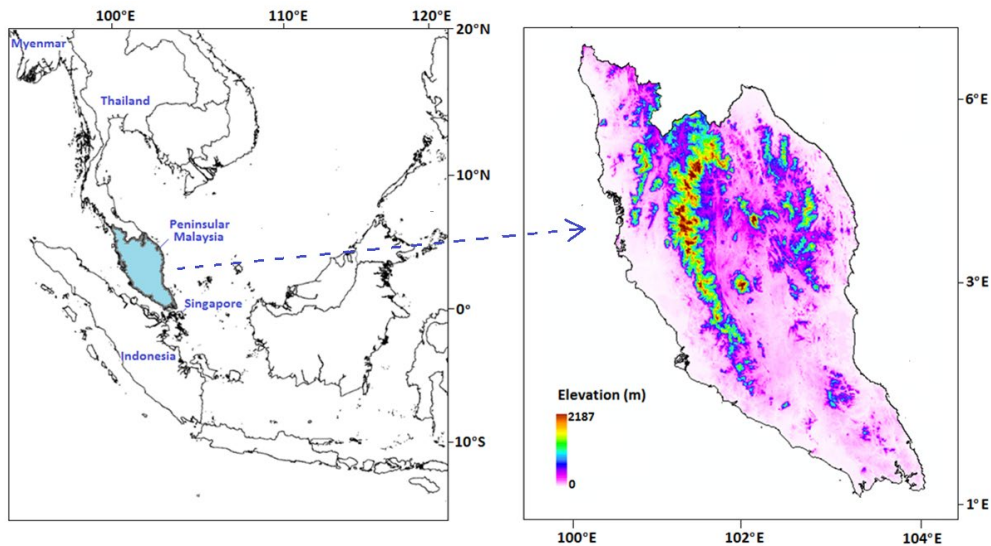 100°E
110°E
120°E
20°N
Myanmar
Thailand
10°N
Peninsular
Malaysia
Singapore
0°
Indonesia
10°S
6°E
3°E
1°E
Elevation (m)
2187
0
100°E
102°E
104°E